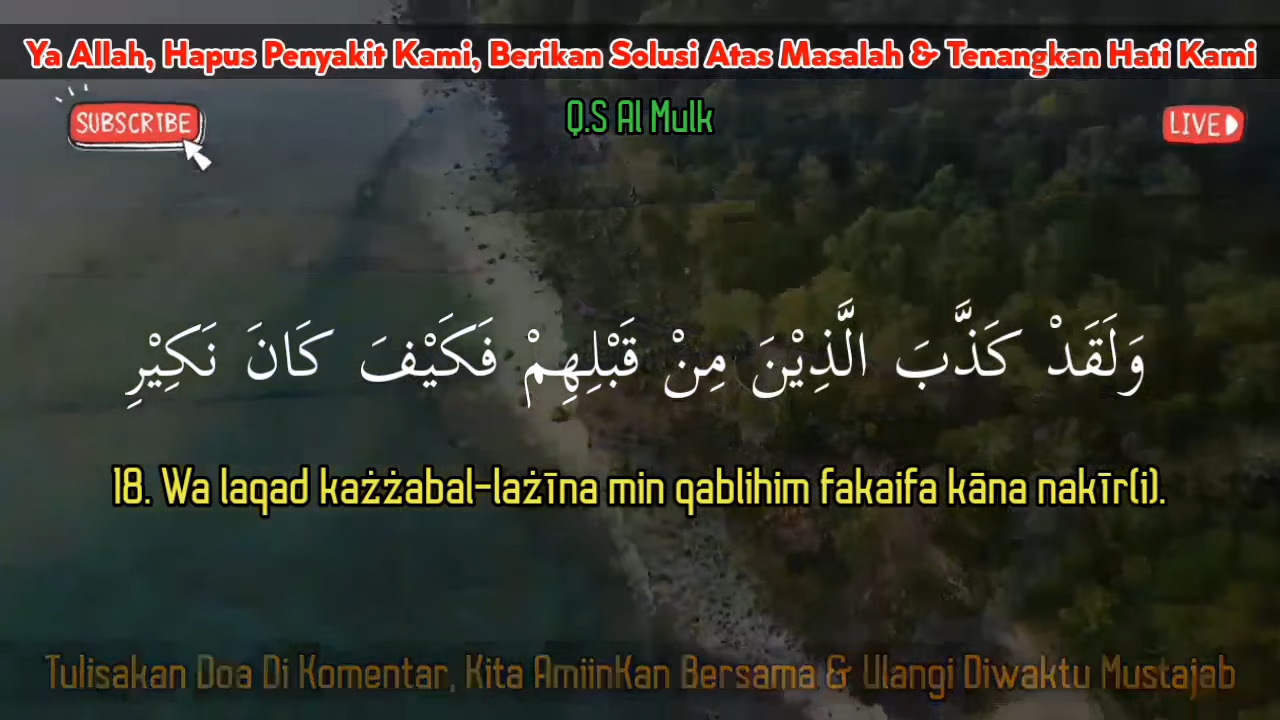 Ya Allah, Hapus Penyakit Kami, Berikan Solusi Atas Masalah & Tenangkan Hati Kami
SUBSCRIBE
Q.S Al Mulk
LIVE
وَلَقَدْ كَذَّبَ الَّذِيْنَ مِنْ قَبْلِهِمْ فَكَيْفَ كَانَ نَكِيْرِ
18. Wa laqad każżabal-lażīna min qablihim fakaifa kāna nakīr(i).
Tulisakan Doa Di Komentar, Kita AmiinKan Bersama & Ulangi Diwaktu Mustajab